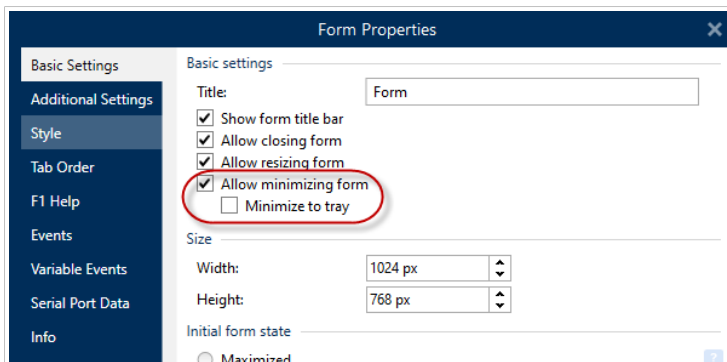 Form Properties
Basic Settings
Additional Settings
Style
Tab Order
F1 Help
Events
Variable Events
Serial Port Data
Info
Basic settings
Title:
Form
Show form title bar
Allow closing form
Allow resizing form
Allow minimizing form
Minimize to tray
Size
Width:
1024 px
Height:
768 px
Initial form state
Maximized
?